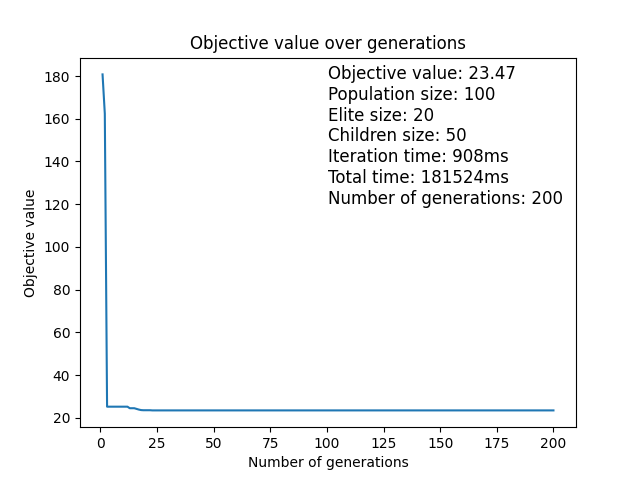 Objective value over generations
Objective value: 23.47
Population size: 100
Elite size: 20
Children size: 50
Iteration time: 908ms
Total time: 181524ms
Number of generations: 200
Objective value
180
160
140
120
100
80
60
40
20
0 25 50 75 100 125 150 175 200
Number of generations